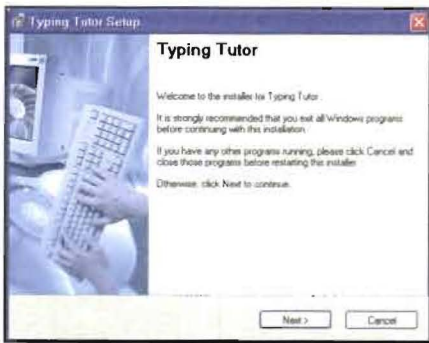 Typing Tutor Setup
Typing Tutor
Welcome to the installer for Typing Tutor.
It is strongly recommended that you exit all Windows programs
before continuing with this installation.
If you have any other programs running, please click Cancel and
close those programs before restarting this installer.
Otherwise, click Next to continue.
Next >
Cancel